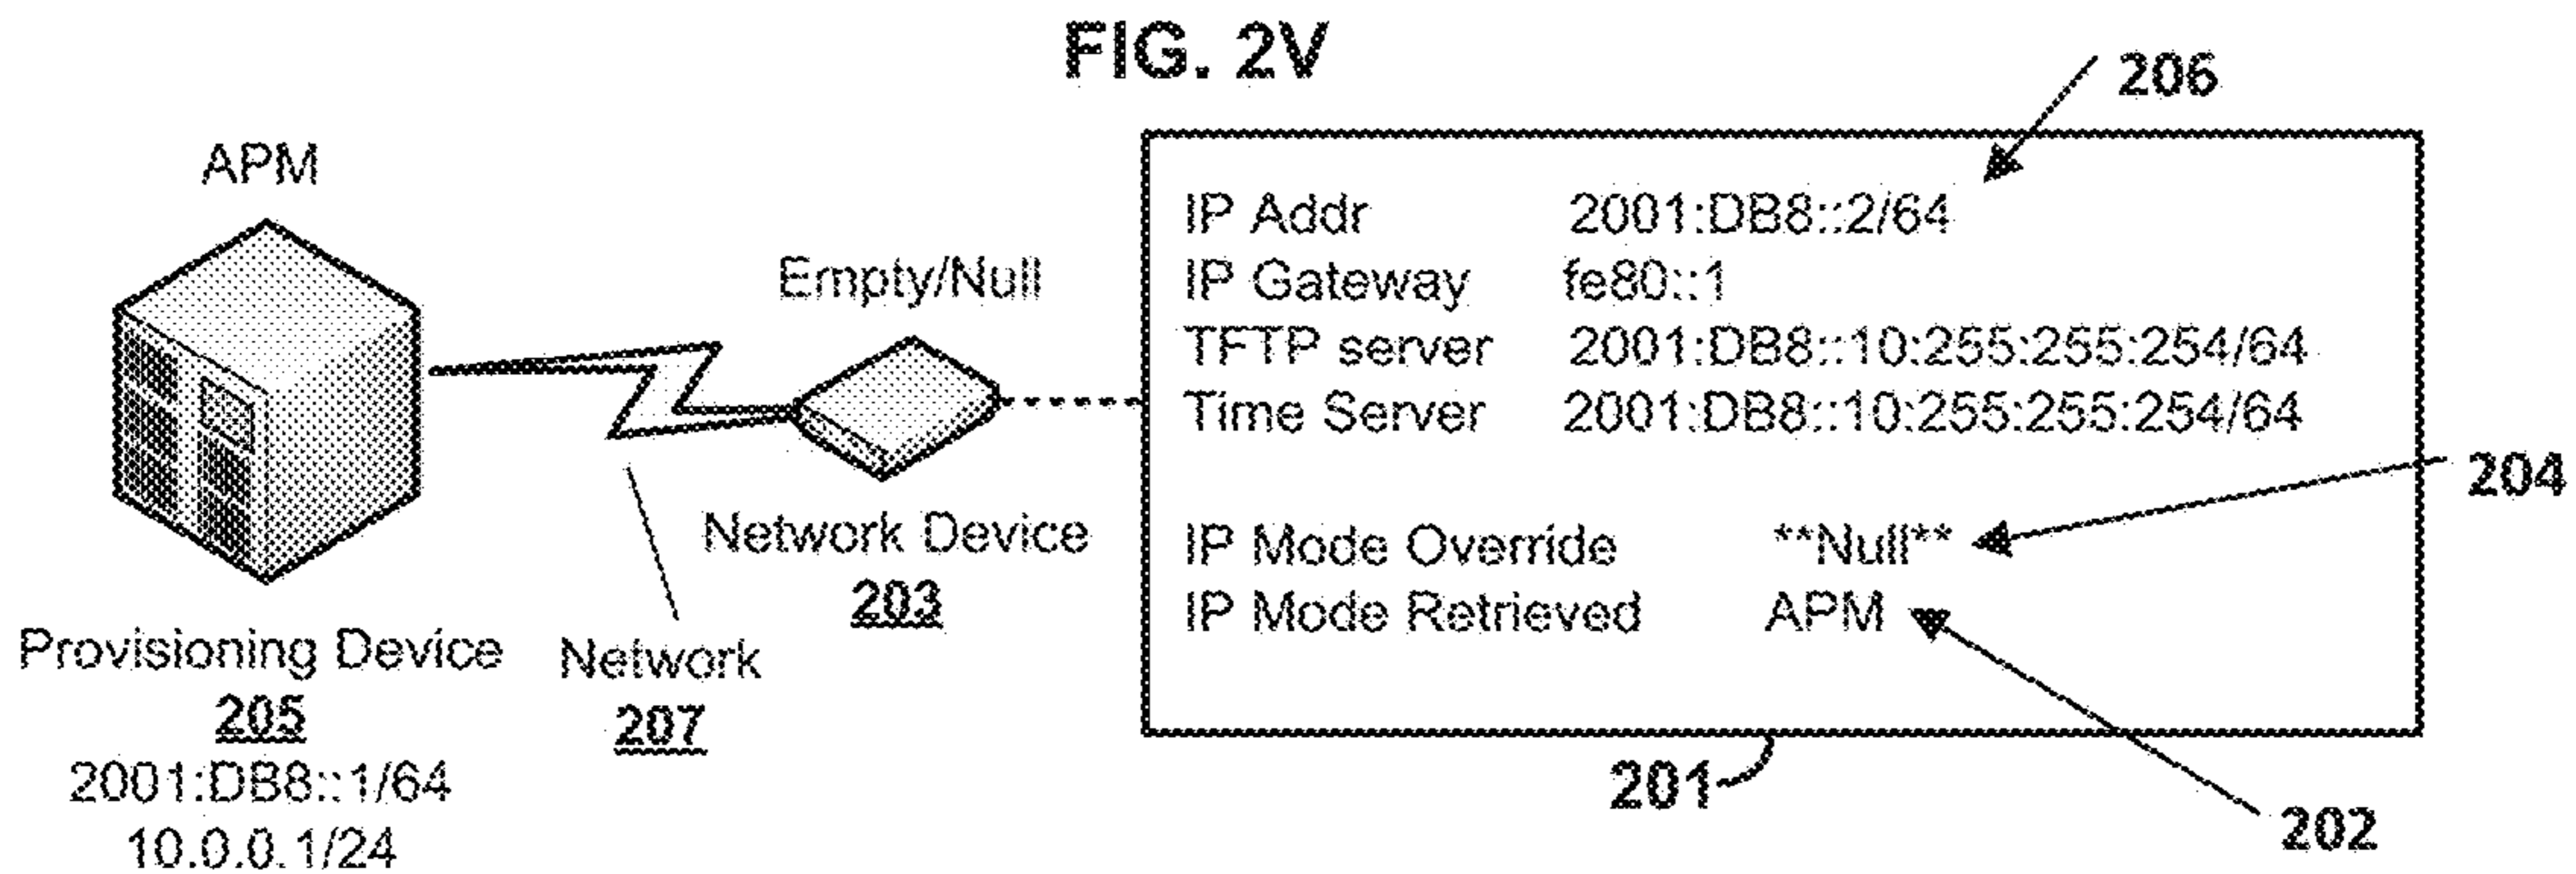 FIG. 2V
206
APM
IP Addr 2001:DB8::2/64
Empty/Null
IP Gateway fe80::1
TFTP server 2001:DB8::10:255:255:254/64
Time Server 2001:DB8::10:255:255:254/64
204
Network Device
203
IP Mode Override **Null**
IP Mode Retrieved APM
Provisioning Device
205
2001:DB8::1/64
10.0.0.1/24
Network
207
201
202